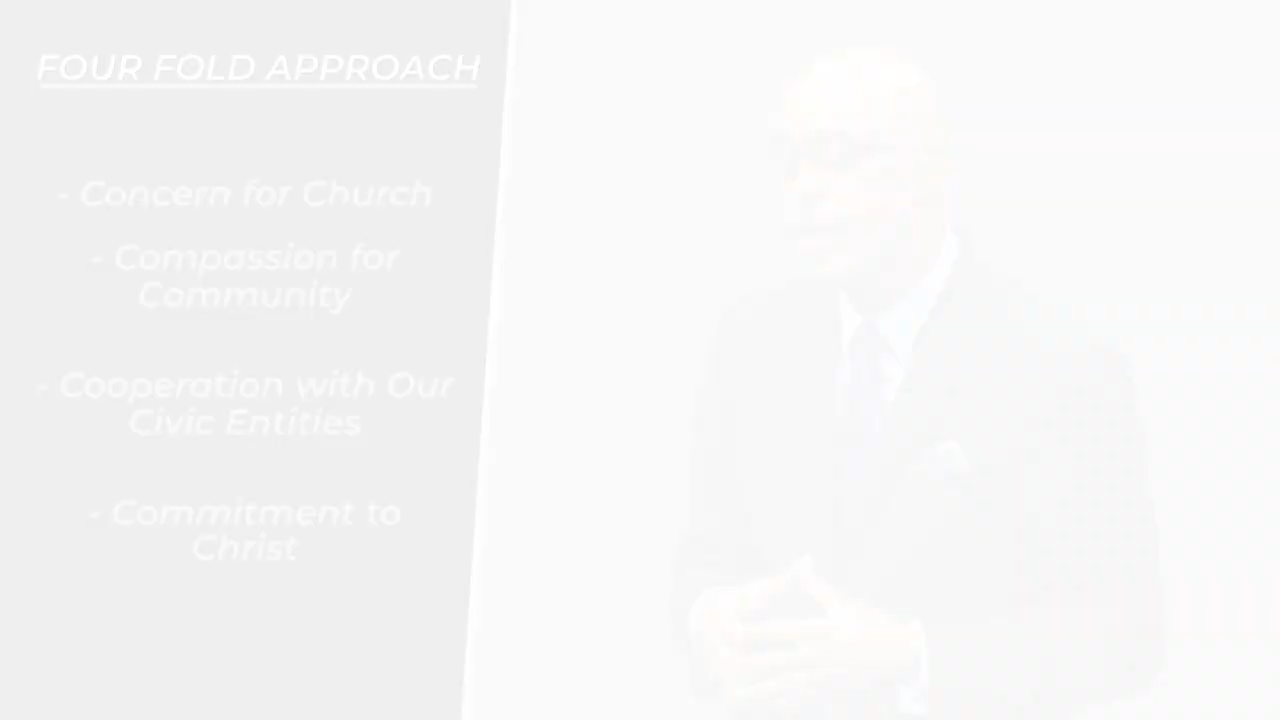 FOUR FOLD APPROACH
- Concern for Church
- Compassion for
Community
- Cooperation with Our
Civic Entities
- Commitment to
Christ